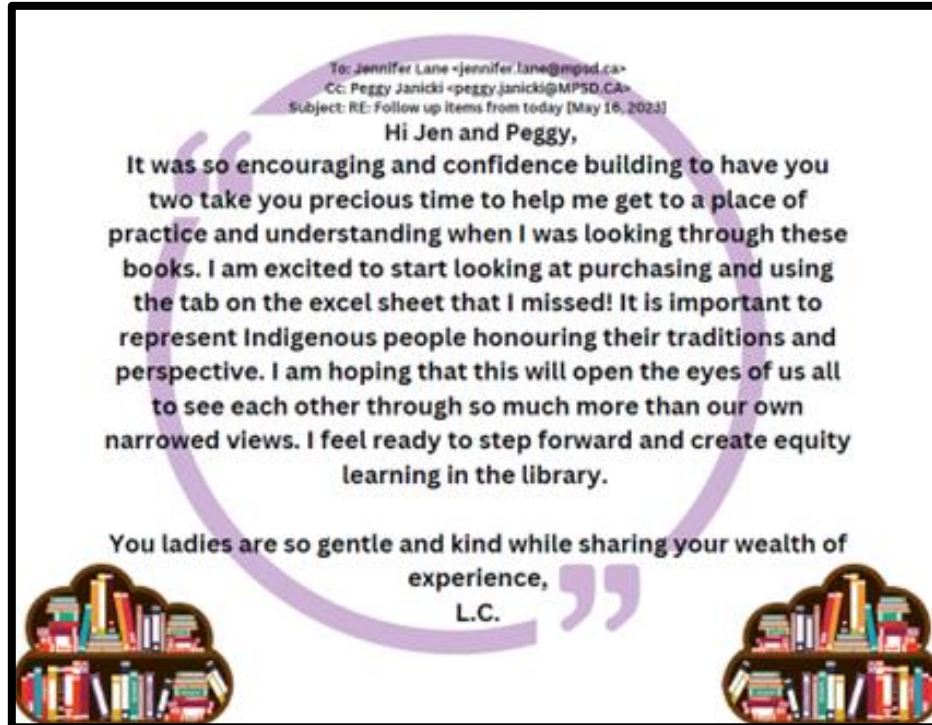 To: Jennifer Lane <jennifer.lane@mpsd.ca>
Cc: Peggy Janicki <peggy.janicki@MPSD.CA>
Subject: RE: Follow up items from today [May 16, 2023]
Hi Jen and Peggy,
It was so encouraging and confidence building to have you
two take you precious time to help me get to a place of
practice and understanding when I was looking through these
books. I am excited to start looking at purchasing and using
the tab on the excel sheet that I missed! It is important to
represent Indigenous people honouring their traditions and
perspective. I am hoping that this will open the eyes of us all
to see each other through so much more than our own
narrowed views. I feel ready to step forward and create equity
learning in the library.
You ladies are so gentle and kind while sharing your wealth of
experience,
L.C.